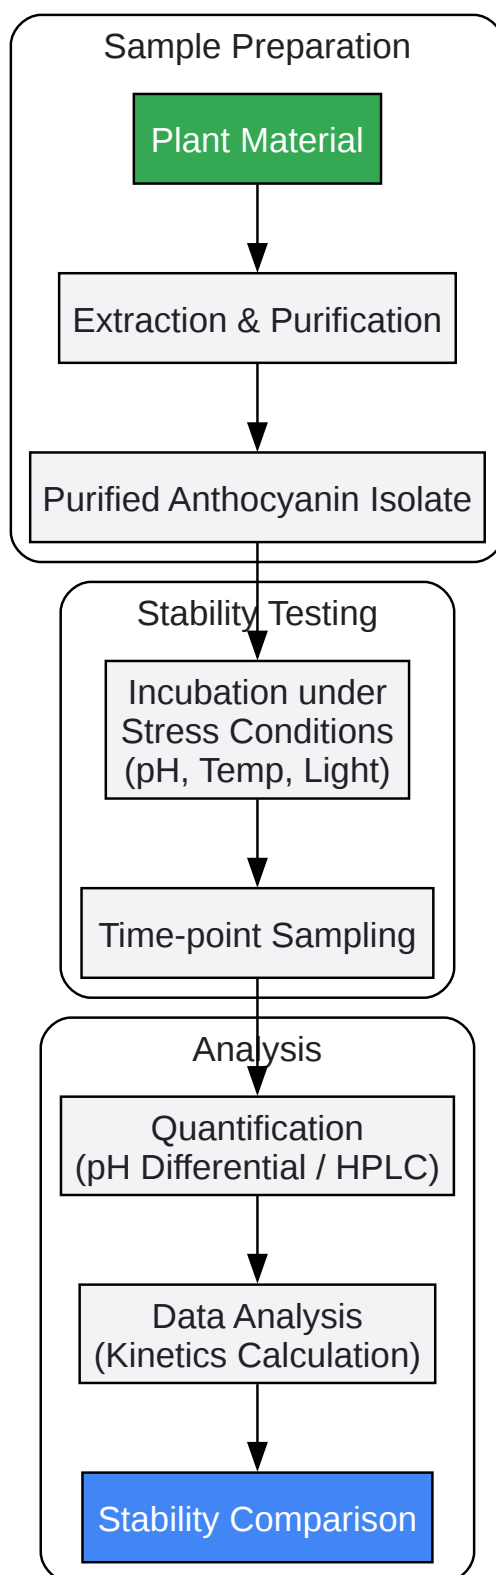 Sample Preparation
Plant Material
Extraction & Purification
Purified Anthocyanin Isolate
Stability Testing
Incubation under
Stress Conditions
(pH, Temp, Light)
Time-point Sampling
Analysis
Quantification
(pH Differential / HPLC)
Data Analysis
(Kinetics Calculation)
Stability Comparison